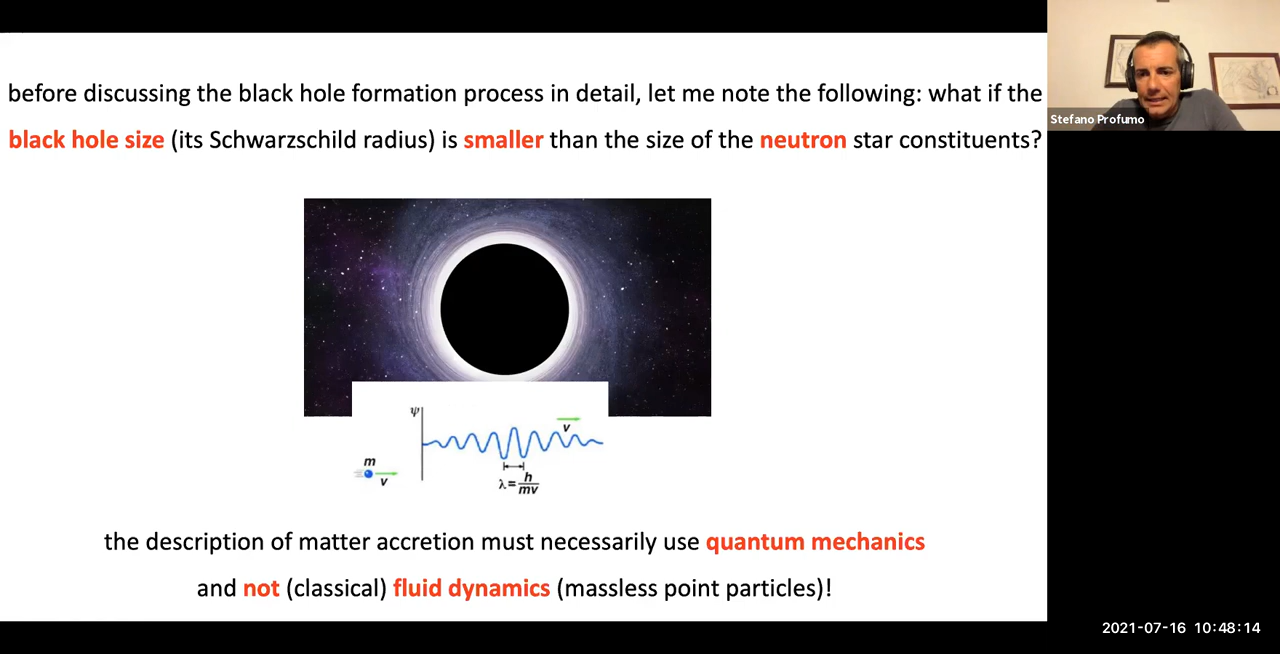 before discussing the black hole formation process in detail, let me note the following: what if the
black hole size (its Schwarzschild radius) is smaller than the size of the neutron star constituents?
Stefano Profumo
ψ
v
m
v
λ = h/mv
the description of matter accretion must necessarily use quantum mechanics
and not (classical) fluid dynamics (massless point particles)!
2021-07-16 10:48:14